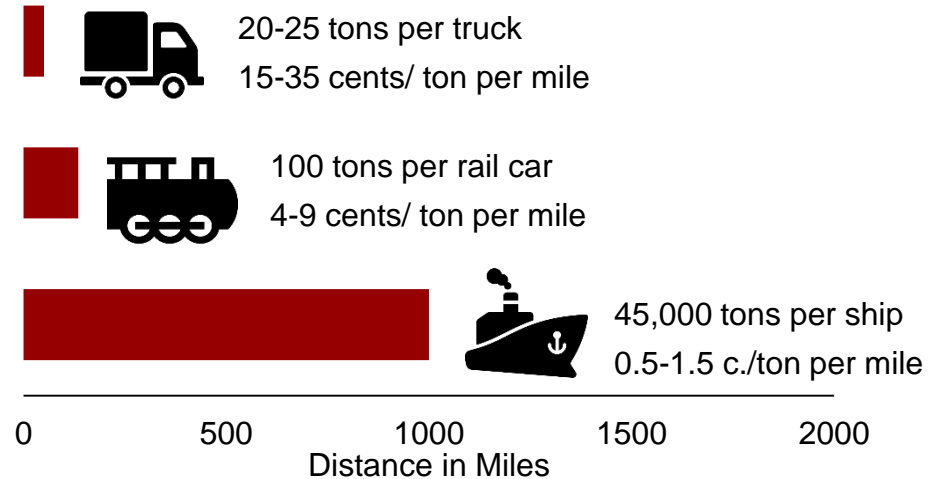 20-25 tons per truck
15-35 cents/ ton per mile
100 tons per rail car
4-9 cents/ ton per mile
45,000 tons per ship
0.5-1.5 c./ton per mile
0 500 1000 1500 2000
Distance in Miles